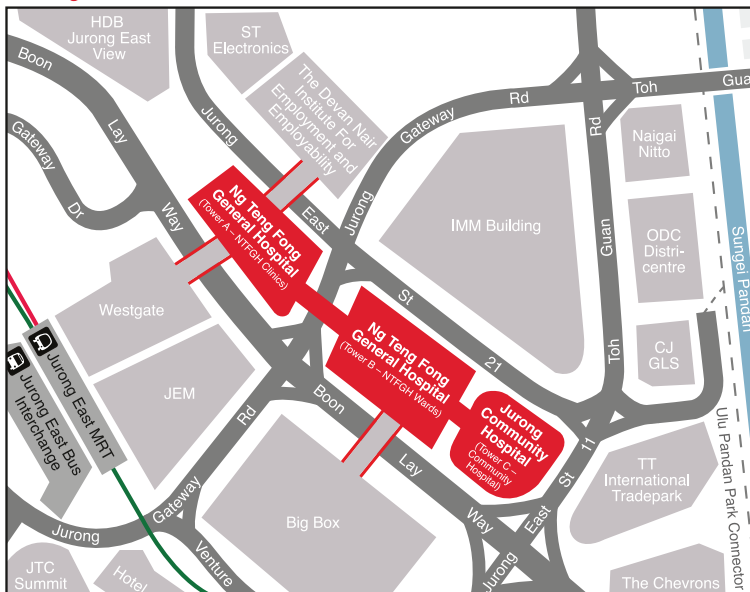 HDB
Jurong East
View
ST
Electronics
The Devan Nair
Institute For
Employment and
Employability
Boon
Lay
Way
Gateway
Dr
Jurong
East
St
21
Jurong
Gateway
Rd
Toh
Gua
Rd
Guan
Toh
Naigai
Nitto
ODC
Distri-
centre
CJ
GLS
Sungei Pandan
Ulu Pandan Park Connector
IMM Building
Ng Teng Fong
General Hospital
(Tower A – NTFGH Clinics)
Ng Teng Fong
General Hospital
(Tower B – NTFGH Wards)
Jurong
Community
Hospital
(Tower C –
Community
Hospital)
Westgate
JEM
Jurong East MRT
Jurong East Bus
Interchange
Boon
Lay
Way
Jurong
East
St
11
Jurong
Gateway
Rd
Venture
Big Box
TT
International
Tradepark
The Chevrons
JTC
Summit
Hotel